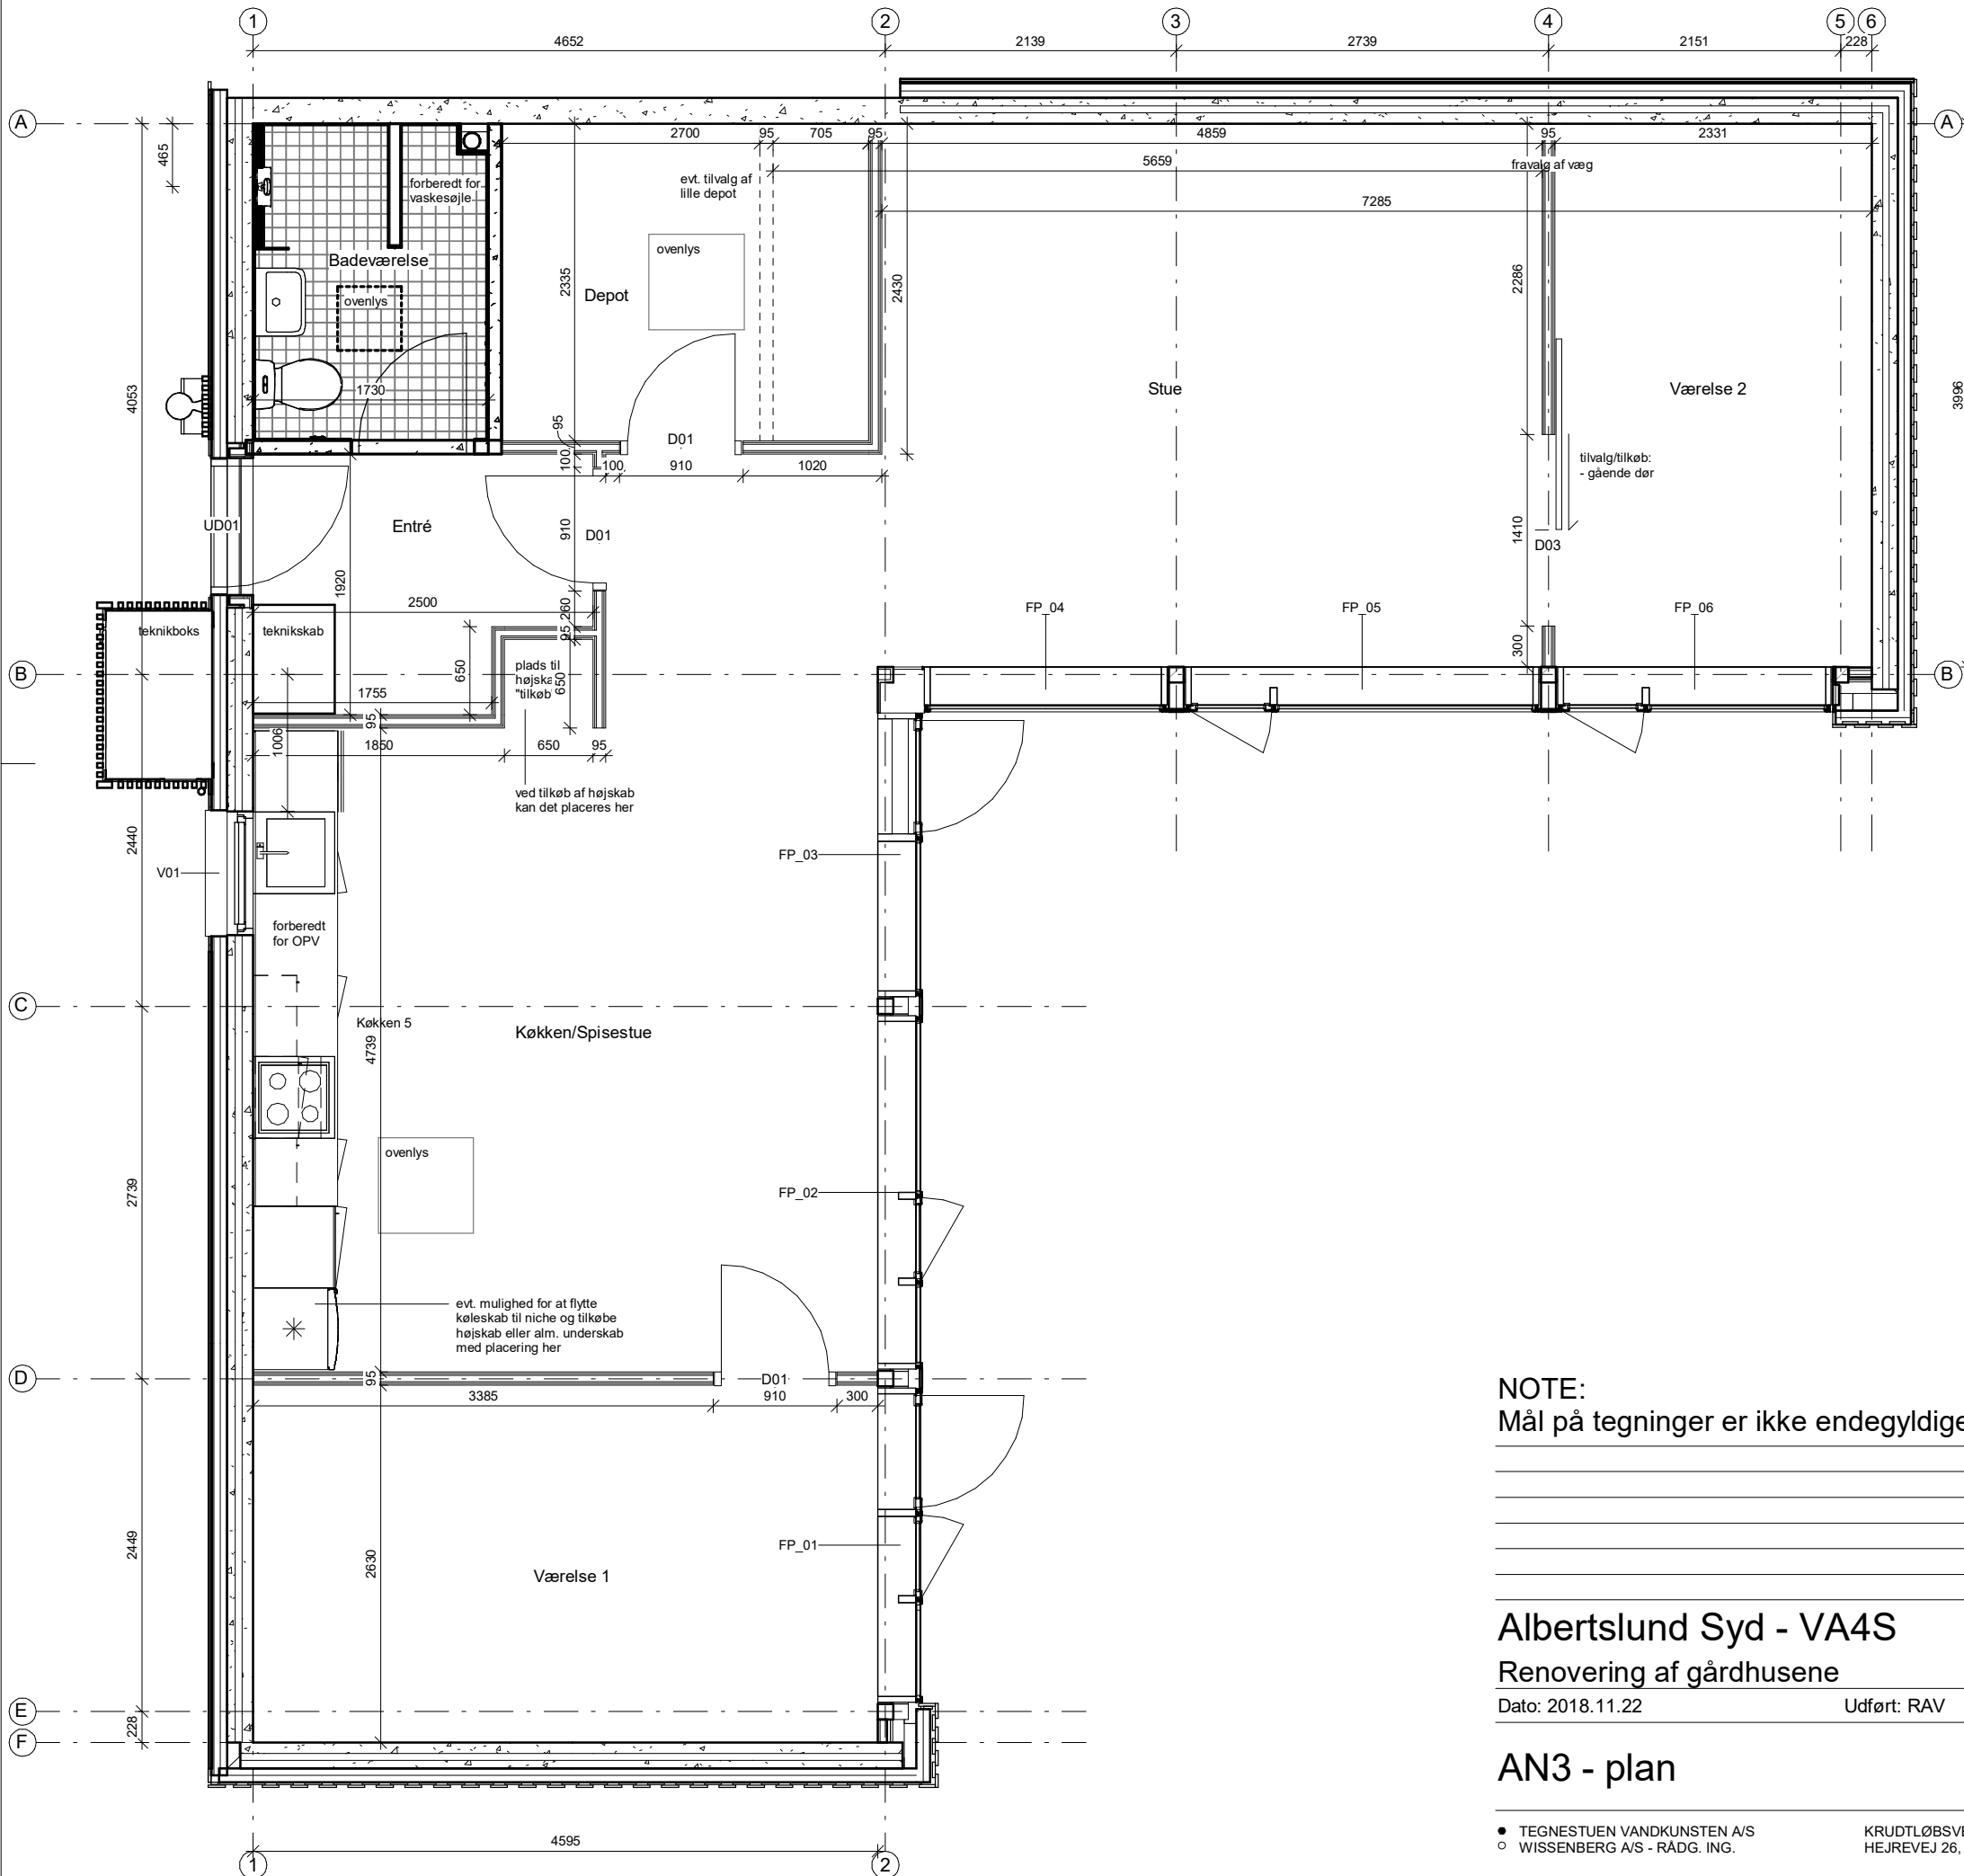 1 2 3 4 5 6
4652 2139 2739 2151 228
A A
2700 95 705 95 4859 95 2331
465
5659 fravalg af væg
evt. tilvalg af
lille depot
forberedt for
vaskesøjle
7285
ovenlys
Badeværelse
2335 2430 2286
Depot
ovenlys
4053
1730
Stue Værelse 2
3996
95
D01
100
100 910 1020
tilvalg/tilkøb:
- gående dør
UD01 Entré
910 D01
1410
D03
1920
2500
260
FP_04 FP_05 FP_06
teknikboks teknikskab
95
300
650
plads til
højska
"tilkøb
650
B B
1755
95
1006
1850 650 95
ved tilkøb af højskab
kan det placeres her
2440
FP_03
V01
forberedt
for OPV
C
Køkken 5
Køkken/Spisestue
4739
ovenlys
2739
FP_02
evt. mulighed for at flytte
køleskab til niche og tilkøbe
højskab eller alm. underskab
med placering her
D
95
D01
3385 910 300
NOTE:
Mål på tegninger er ikke endegyldige
2449
2630
FP_01
Værelse 1
Albertslund Syd - VA4S
Renovering af gårdhusene
E
Dato: 2018.11.22 Udført: RAV
228
F
AN3 - plan
4595
TEGNESTUEN VANDKUNSTEN A/S KRUDTLØBSVE
WISSENBERG A/S - RÅDG. ING. HEJREVEJ 26,
1 2